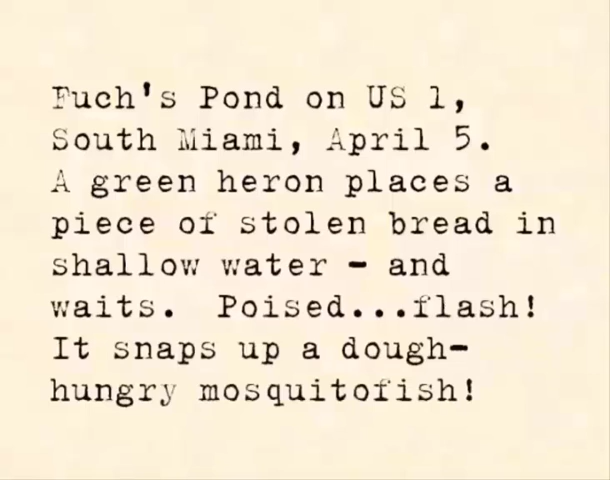 Fuch's Pond on US 1,
South Miami, April 5.
A green heron places a
piece of stolen bread in
shallow water - and
waits.  Poised...flash!
It snaps up a dough-
hungry mosquitofish!